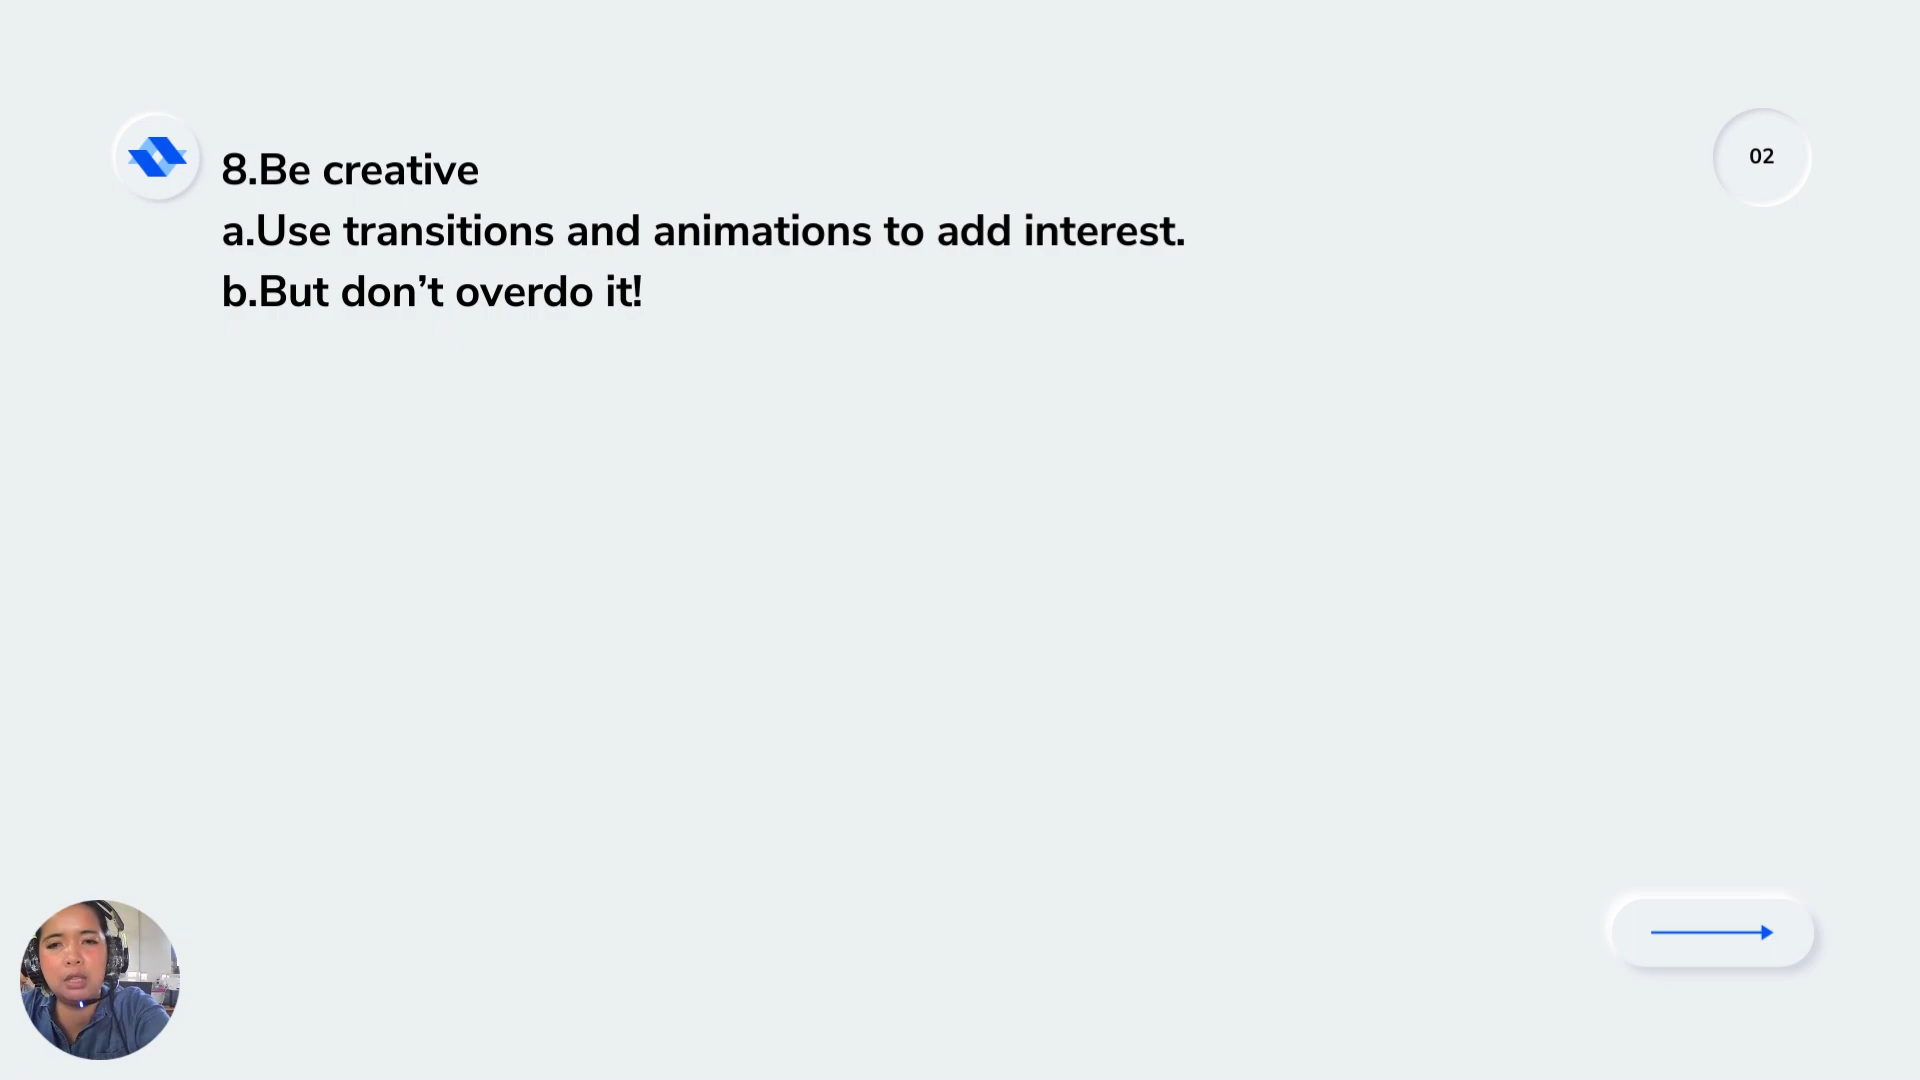 8.Be creative
a.Use transitions and animations to add interest.
b.But don’t overdo it!
02